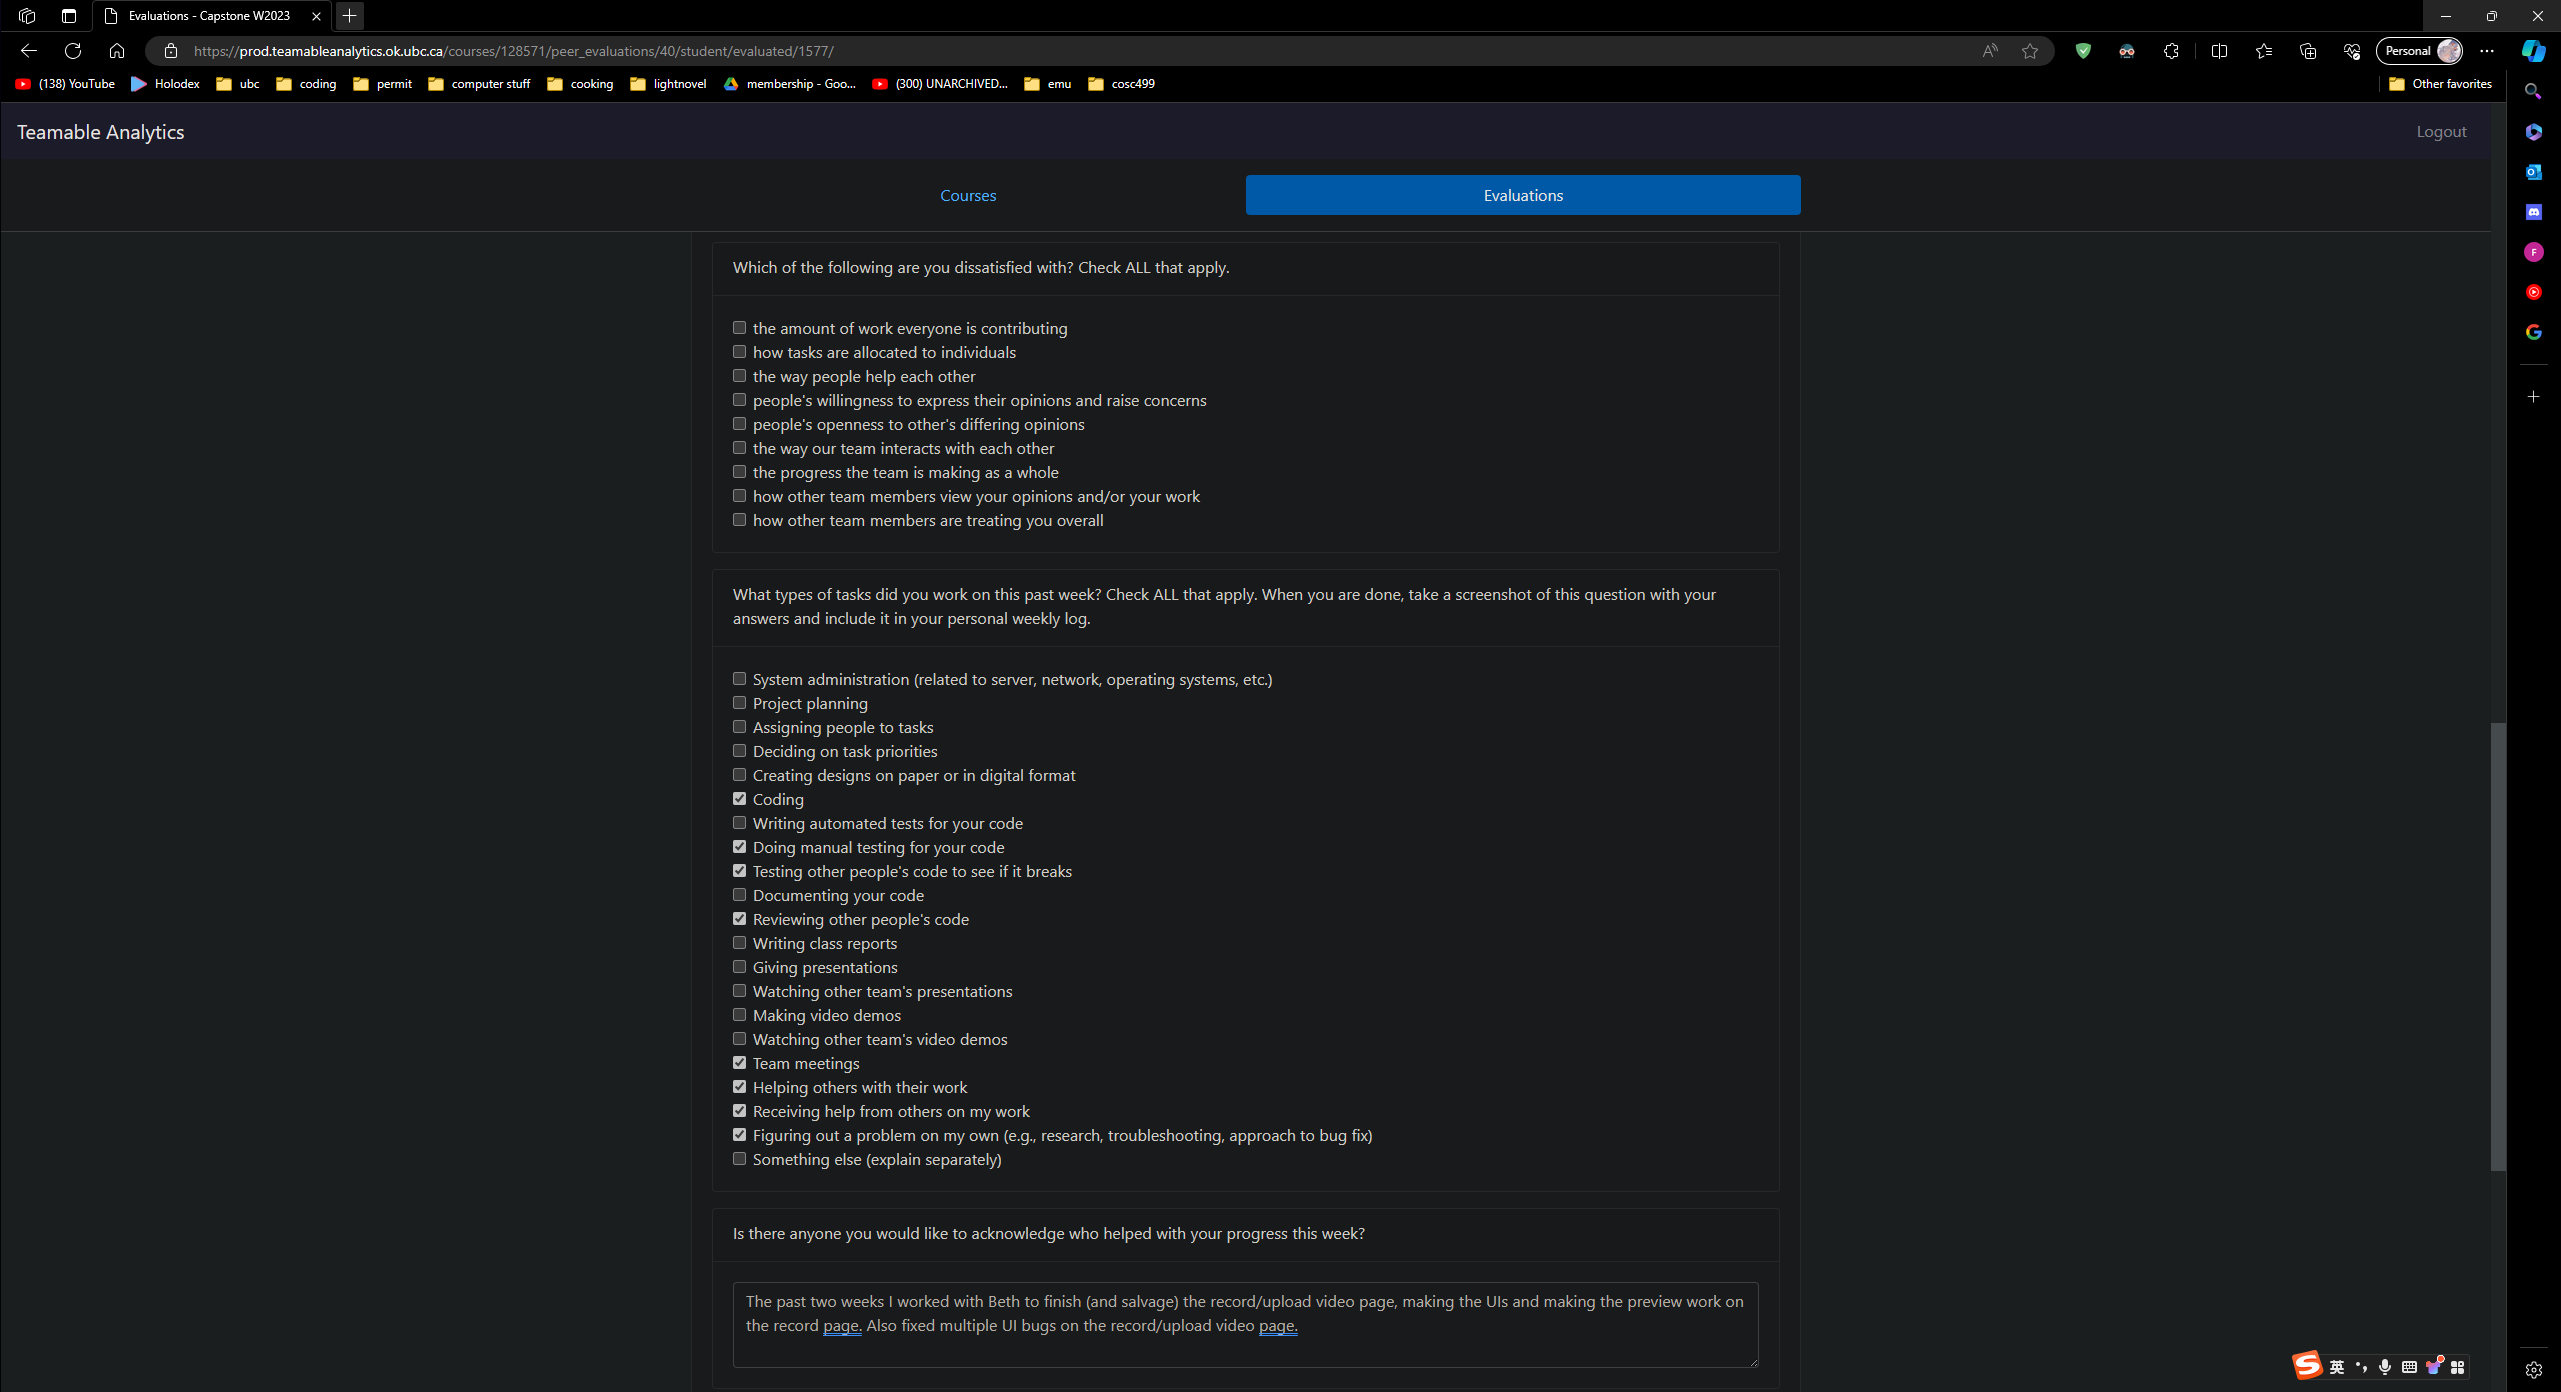 Evaluations - Capstone W2023
https://prod.teamableanalytics.ok.ubc.ca/courses/128571/peer_evaluations/40/student/evaluated/1577/
Personal
(138) YouTube
Holodex
ubc
coding
permit
computer stuff
cooking
lightnovel
membership - Goo...
(300) UNARCHIVED...
emu
cosc499
Other favorites
Teamable Analytics
Logout
Courses
Evaluations
Which of the following are you dissatisfied with? Check ALL that apply.
the amount of work everyone is contributing
how tasks are allocated to individuals
the way people help each other
people's willingness to express their opinions and raise concerns
people's openness to other's differing opinions
the way our team interacts with each other
the progress the team is making as a whole
how other team members view your opinions and/or your work
how other team members are treating you overall
What types of tasks did you work on this past week? Check ALL that apply. When you are done, take a screenshot of this question with your
answers and include it in your personal weekly log.
System administration (related to server, network, operating systems, etc.)
Project planning
Assigning people to tasks
Deciding on task priorities
Creating designs on paper or in digital format
Coding
Writing automated tests for your code
Doing manual testing for your code
Testing other people's code to see if it breaks
Documenting your code
Reviewing other people's code
Writing class reports
Giving presentations
Watching other team's presentations
Making video demos
Watching other team's video demos
Team meetings
Helping others with their work
Receiving help from others on my work
Figuring out a problem on my own (e.g., research, troubleshooting, approach to bug fix)
Something else (explain separately)
Is there anyone you would like to acknowledge who helped with your progress this week?
The past two weeks I worked with Beth to finish (and salvage) the record/upload video page, making the UIs and making the preview work on
the record page. Also fixed multiple UI bugs on the record/upload video page.
英